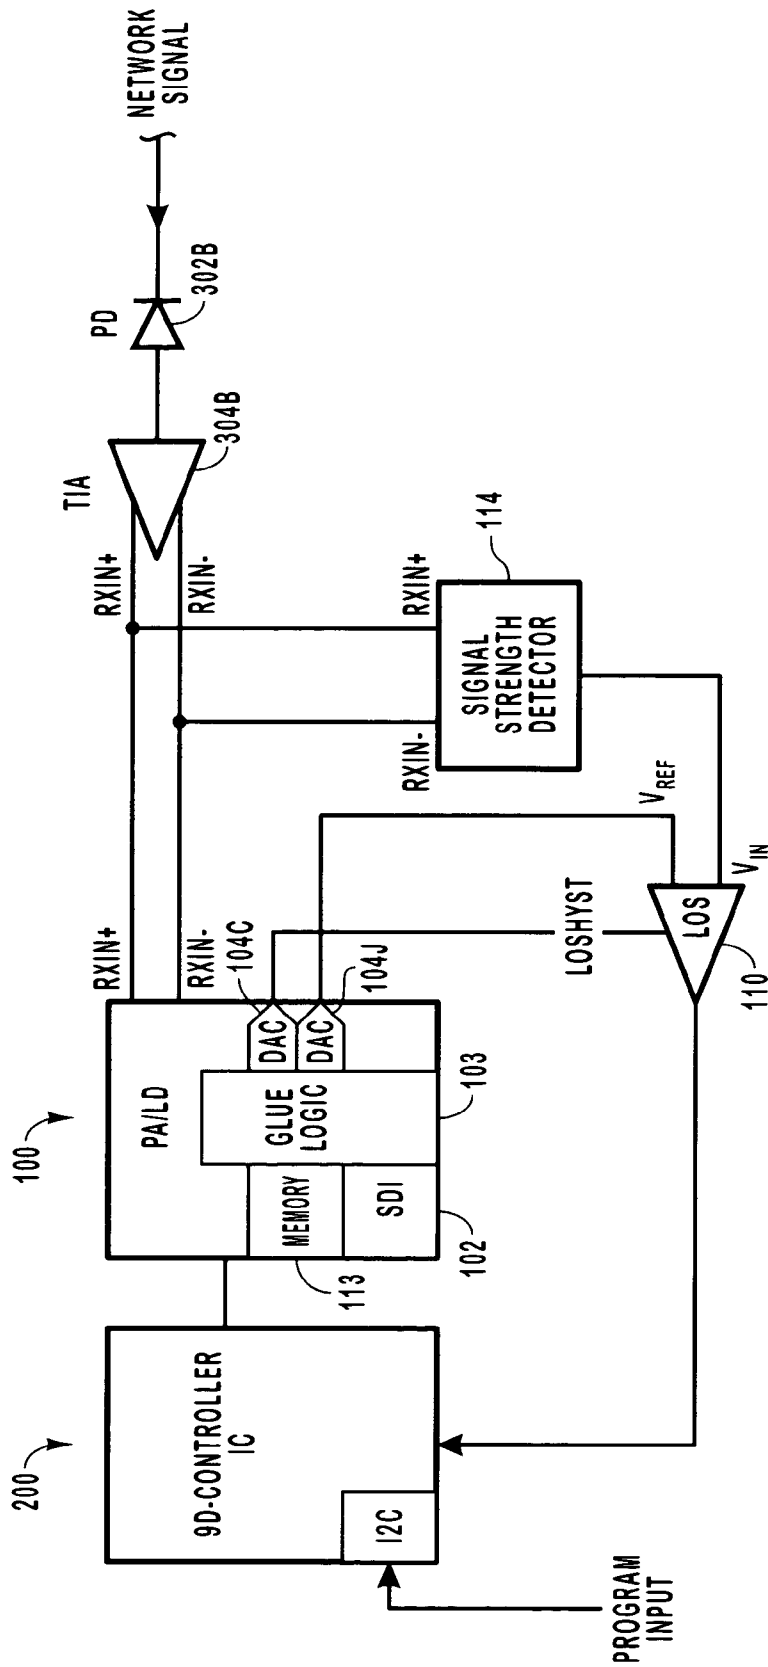 200
9D-CONTROLLER
IC
I2C
PROGRAM
INPUT
100
PA/LD
MEMORY
113
SDI
102
GLUE
LOGIC
103
DAC
104C
DAC
104J
RXIN+
RXIN-
LOSHYST
LOS
110
VREF
VIN
RXIN+
RXIN-
SIGNAL
STRENGTH
DETECTOR
114
RXIN+
RXIN-
TIA
304B
PD
302B
NETWORK
SIGNAL